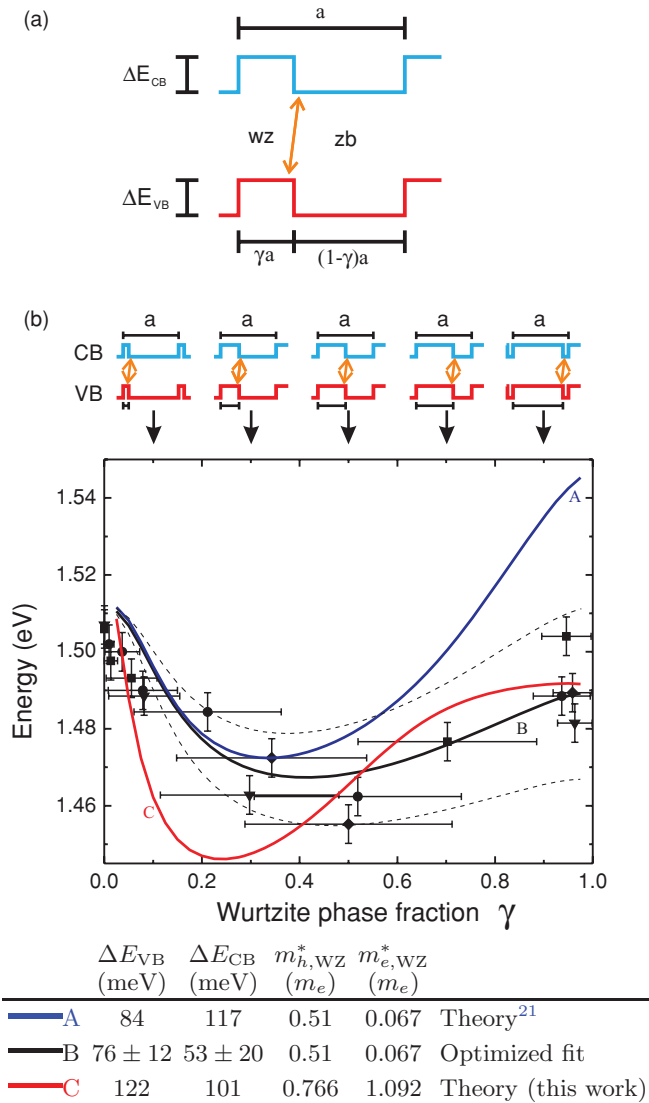 (a)
a
ΔE_CB
wz zb
ΔE_VB
γa (1-γ)a
(b)
a a a a a
CB
VB
1.54
1.52
1.50
1.48
1.46
Energy (eV)
A
B
C
0.0 0.2 0.4 0.6 0.8 1.0
Wurtzite phase fraction γ
ΔE_VB ΔE_CB m*_h,WZ m*_e,WZ
(meV) (meV) (m_e) (m_e)
A 84 117 0.51 0.067 Theory^21
B 76 ± 12 53 ± 20 0.51 0.067 Optimized fit
C 122 101 0.766 1.092 Theory (this work)